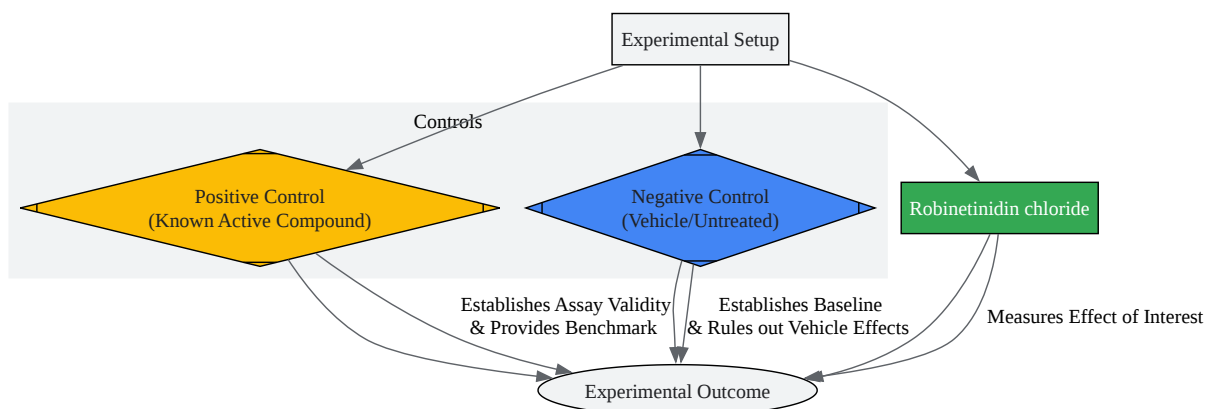 Experimental Setup
Controls
Positive Control
(Known Active Compound)
Negative Control
(Vehicle/Untreated)
Robinetinidin chloride
Establishes Assay Validity
& Provides Benchmark
Establishes Baseline
& Rules out Vehicle Effects
Measures Effect of Interest
Experimental Outcome